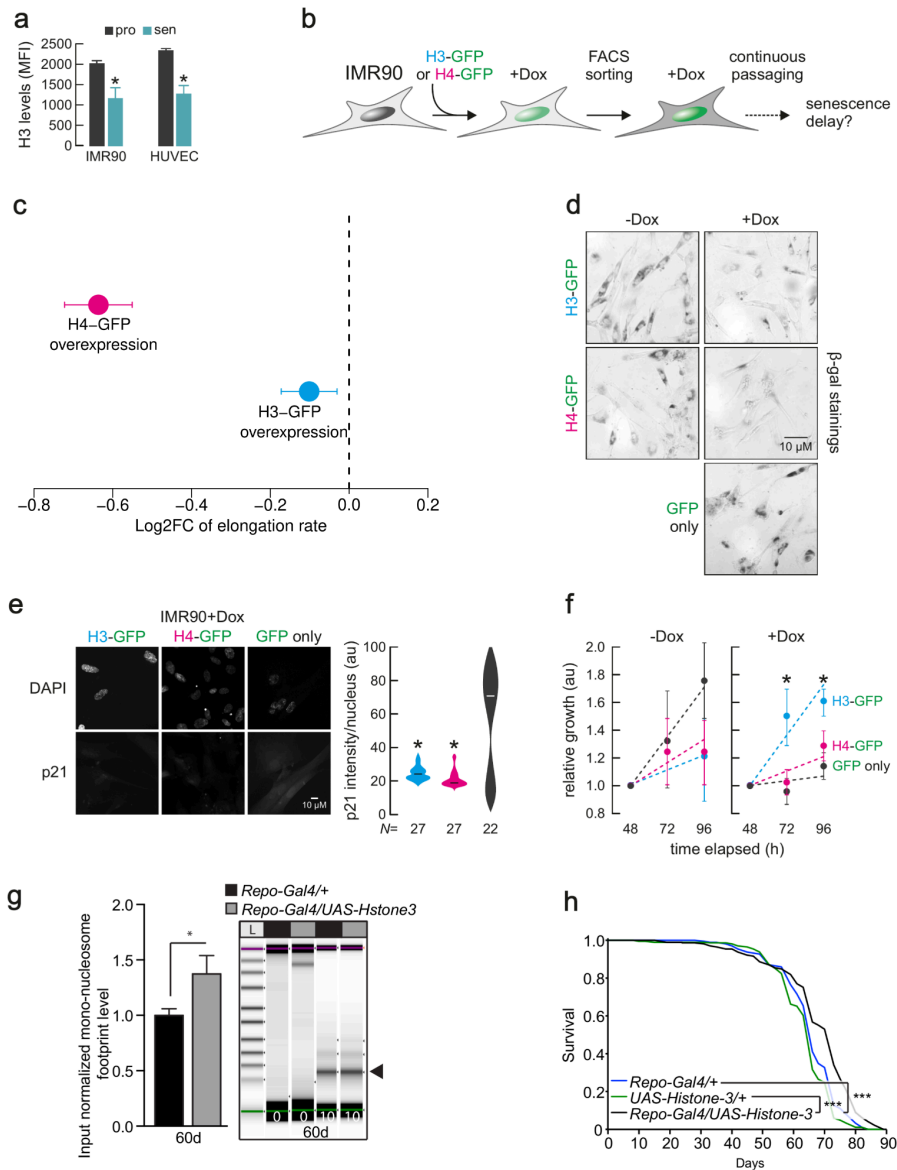 a
pro sen
H3 levels (MFI)
2500
2000
1500
1000
500
0
*
*
IMR90 HUVEC
b
IMR90
H3-GFP
or H4-GFP
+Dox
FACS
sorting
+Dox
continuous
passaging
senescence
delay?
c
H4–GFP
overexpression
H3–GFP
overexpression
−0.8 −0.6 −0.4 −0.2 0.0 0.2
Log2FC of elongation rate
d
-Dox +Dox
H3-GFP
H4-GFP
GFP
only
β-gal stainings
10 μM
e
IMR90+Dox
H3-GFP H4-GFP GFP only
DAPI
p21
10 μM
p21 intensity/nucleus (au)
100
80
60
40
20
0
* *
N= 27 27 22
f
-Dox +Dox
relative growth (au)
2.0
1.8
1.6
1.4
1.2
1.0
0.8
* *
H3-GFP
H4-GFP
GFP only
48 72 96 48 72 96
time elapsed (h)
g
Repo-Gal4/+
Repo-Gal4/UAS-Hstone3
Input normalized mono-nucleosome
footprint level
2.0
1.5
1.0
0.5
0.0
*
60d
L
0 0 10 10
60d
h
Survival
1.0
0.8
0.6
0.4
0.2
0
Repo-Gal4/+
UAS-Histone-3/+
Repo-Gal4/UAS-Histone-3
*** ***
0 10 20 30 40 50 60 70 80 90
Days